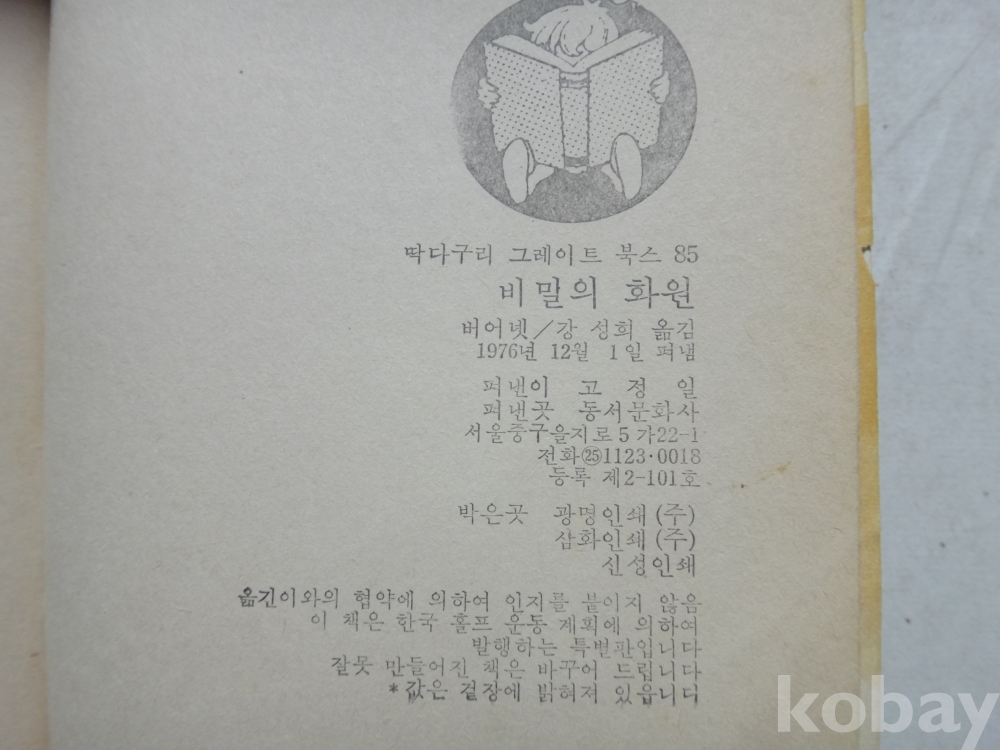 딱다구리 그레이트 북스 85
비밀의 화원
버어넷/강 성희 옮김
1976년 12월 1일 펴냄
펴낸이 고 정 일
펴낸곳 동서문화사
서울중구을지로5가22-1
전화㉕1123·0018
등록 제2-101호
박은곳 광명인쇄(주)
삼화인쇄(주)
신성인쇄
옮긴이와의 협약에 의하여 인지를 붙이지 않음
이 책은 한국 홀프 운동 계획에 의하여
발행하는 특별판입니다
잘못 만들어진 책은 바꾸어 드립니다
*값은 겉장에 밝혀져 있읍니다
kobay